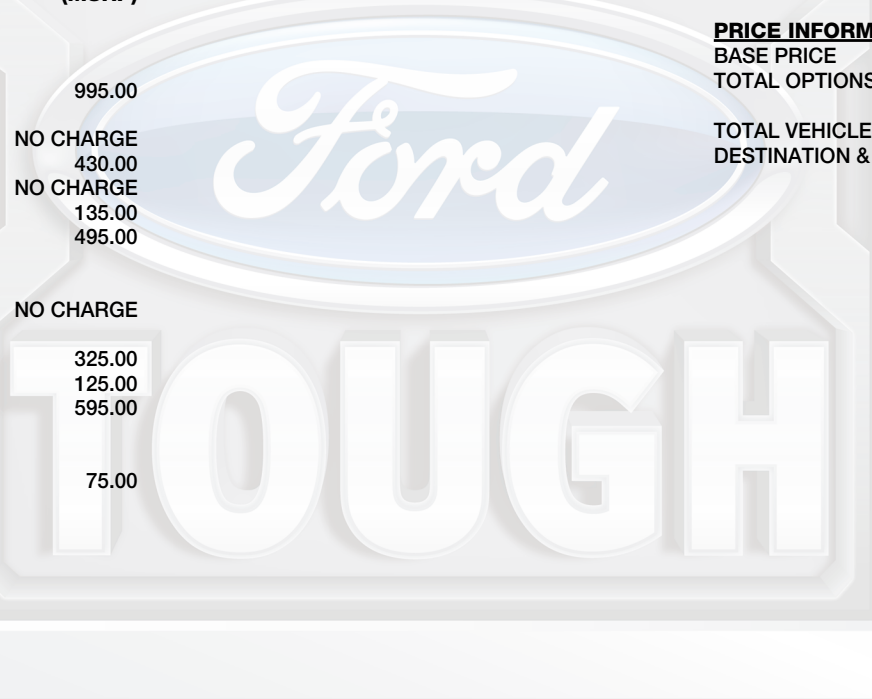 995.00
NO CHARGE
430.00
NO CHARGE
135.00
495.00
NO CHARGE
325.00
125.00
595.00
75.00
PRICE INFORM
BASE PRICE
TOTAL OPTIONS
TOTAL VEHICLE
DESTINATION &
Ford
TOUGH